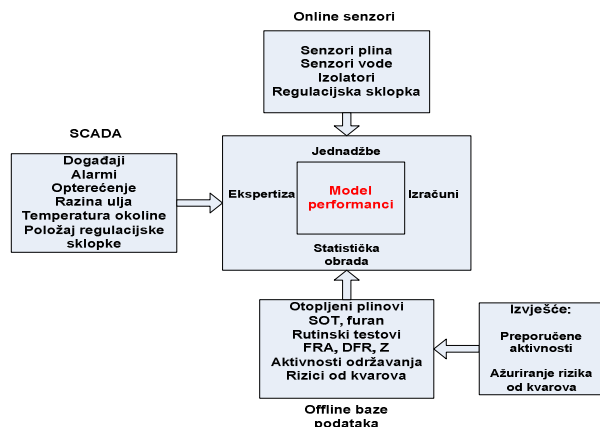 Online senzori
Senzori plina
Senzori vode
Izolatori
Regulacijska sklopka
SCADA
Događaji
Alarmi
Opterećenje
Razina ulja
Temperatura okoline
Položaj regulacijske
sklopke
Jednadžbe
Ekspertiza
Model
performanci
Izračuni
Statistička
obrada
Otopljeni plinovi
SOT, furan
Rutinski testovi
FRA, DFR, Z
Aktivnosti održavanja
Rizici od kvarova
Offline baze
podataka
Izvješće:
Preporučene
aktivnosti
Ažuriranje rizika
od kvarova